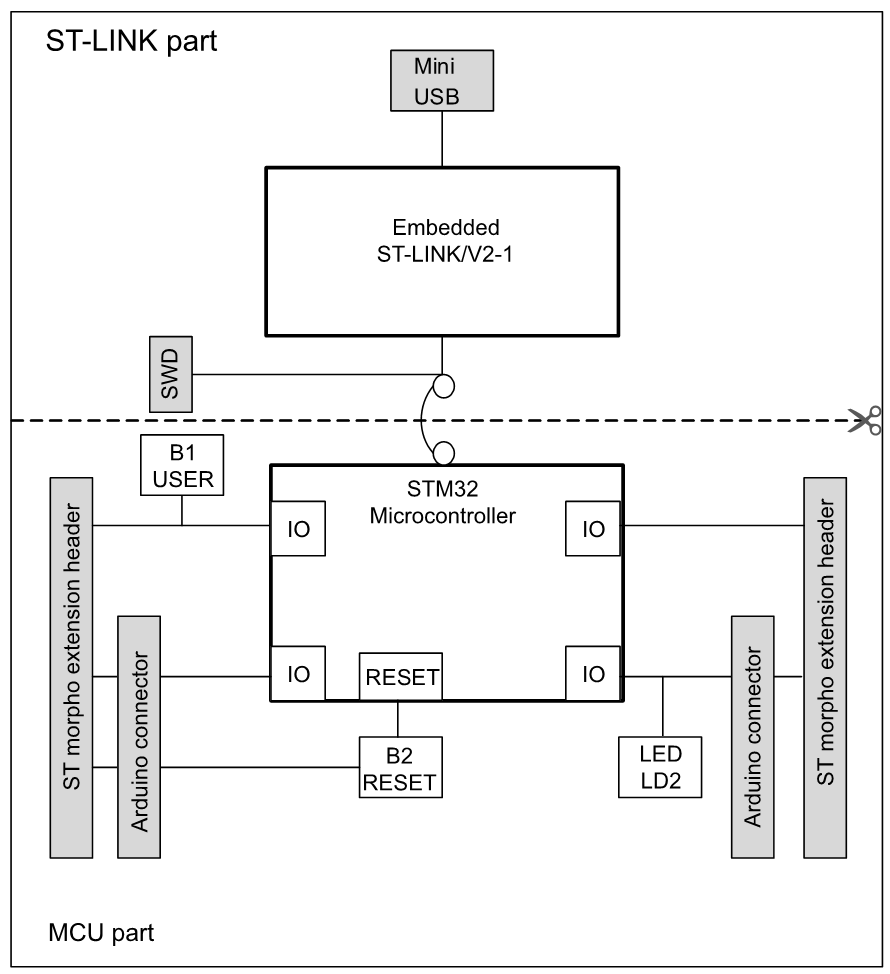 ST-LINK part
Mini
USB
Embedded
ST-LINK/V2-1
SWD
B1
USER
STM32
Microcontroller
IO
IO
ST morpho extension header
Arduino connector
IO
RESET
IO
Arduino connector
ST morpho extension header
B2
RESET
LED
LD2
MCU part